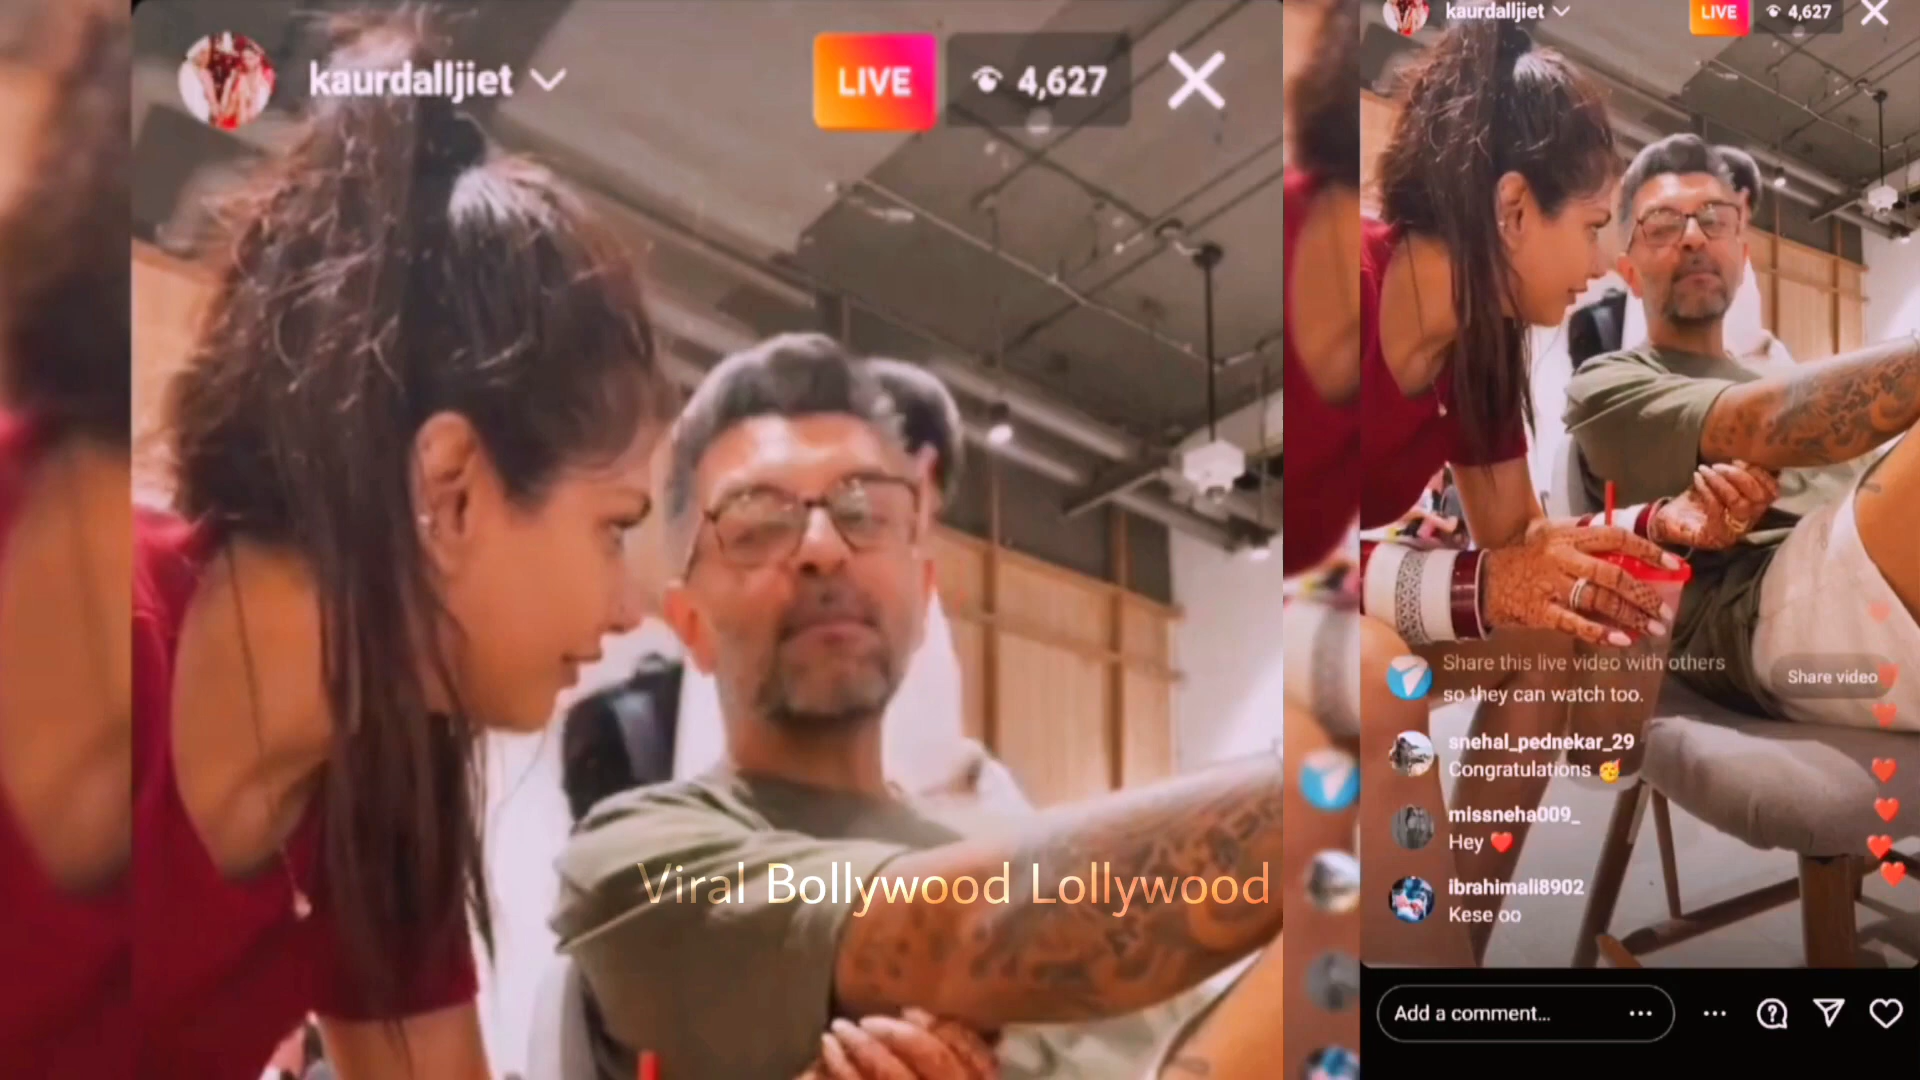 kaurdalljiet
LIVE
4,627
Viral Bollywood Lollywood
kaurdalljiet
LIVE
4,627
Share this live video with others
so they can watch too.
Share video
snehal_pednekar_29
Congratulations 🥳
missneha009_
Hey ❤️
ibrahimali8902
Kese oo
Add a comment...